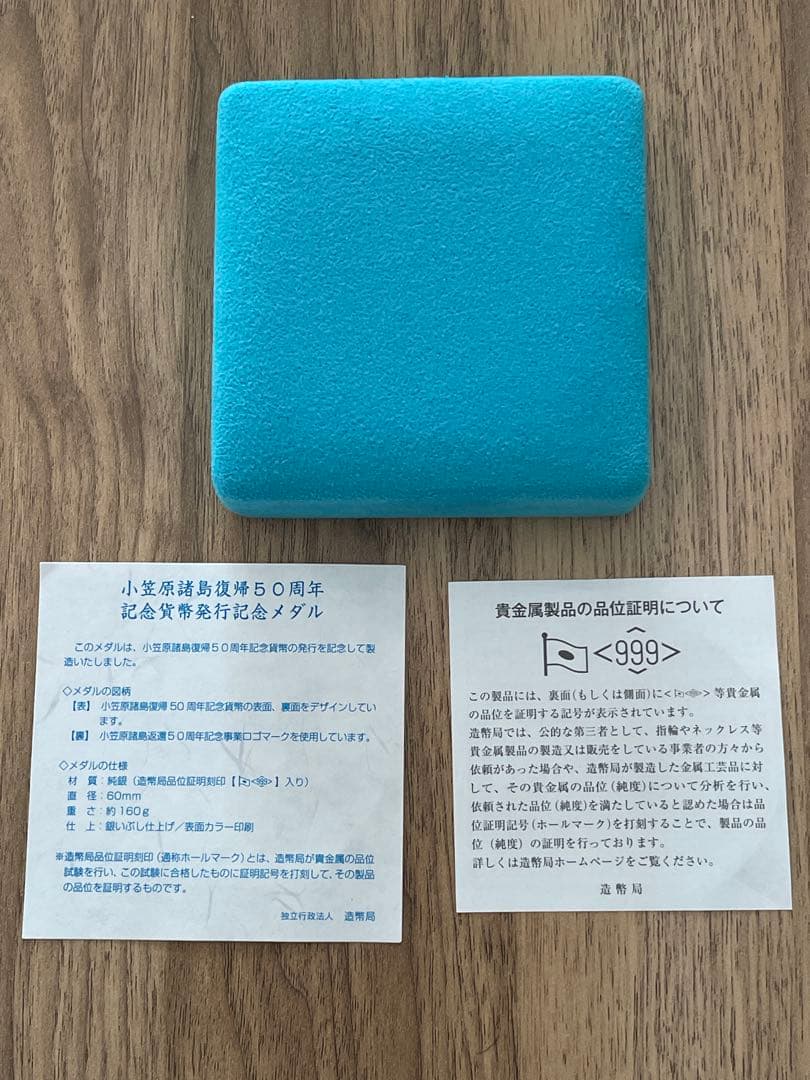 小笠原諸島復帰50周年
記念貨幣発行記念メダル
このメダルは、小笠原諸島復帰50周年記念貨幣の発行を記念して製
造いたしました。
◇メダルの図柄
【表】 小笠原諸島復帰50周年記念貨幣の表面、裏面をデザインしてい
ます。
【裏】 小笠原諸島返還50周年記念事業ロゴマークを使用しています。
◇メダルの仕様
材 質:純銀(造幣局品位証明刻印【<999>】入り)
直 径:60mm
重 さ:約160g
仕 上:銀いぶし仕上げ/表面カラー印刷
※造幣局品位証明刻印(通称ホールマーク)とは、造幣局が貴金属の品位
試験を行い、この試験に合格したものに証明記号を打刻して、その製品
の品位を証明するものです。
独立行政法人 造幣局
貴金属製品の品位証明について
<999>
この製品には、裏面(もしくは側面)に<999>等貴金属
の品位を証明する記号が表示されています。
造幣局では、公的な第三者として、指輪やネックレス等
貴金属製品の製造又は販売をしている事業者の方々から
依頼があった場合や、造幣局が製造した金属工芸品に対
して、その貴金属の品位(純度)について分析を行い、
依頼された品位(純度)を満たしていると認めた場合は品
位証明記号(ホールマーク)を打刻することで、製品の品
位(純度)の証明を行っております。
詳しくは造幣局ホームページをご覧ください。
造幣局